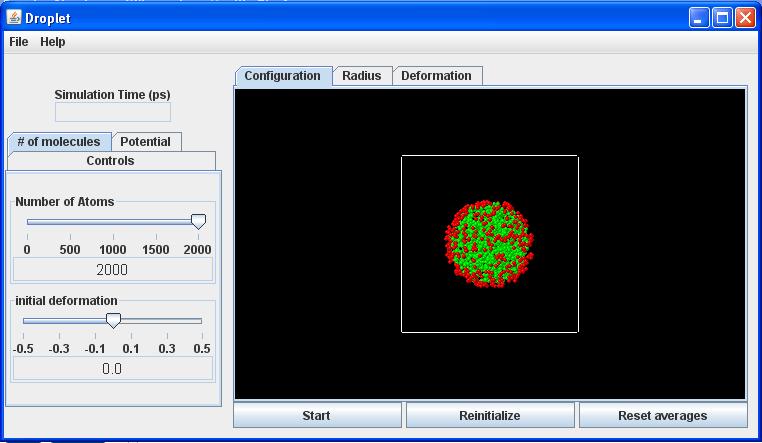 Droplet
File Help
Configuration Radius Deformation
Simulation Time (ps)
# of molecules Potential
Controls
Number of Atoms
0 500 1000 1500 2000
2000
initial deformation
-0.5 -0.3 -0.1 0.1 0.3 0.5
0.0
Start Reinitialize Reset averages